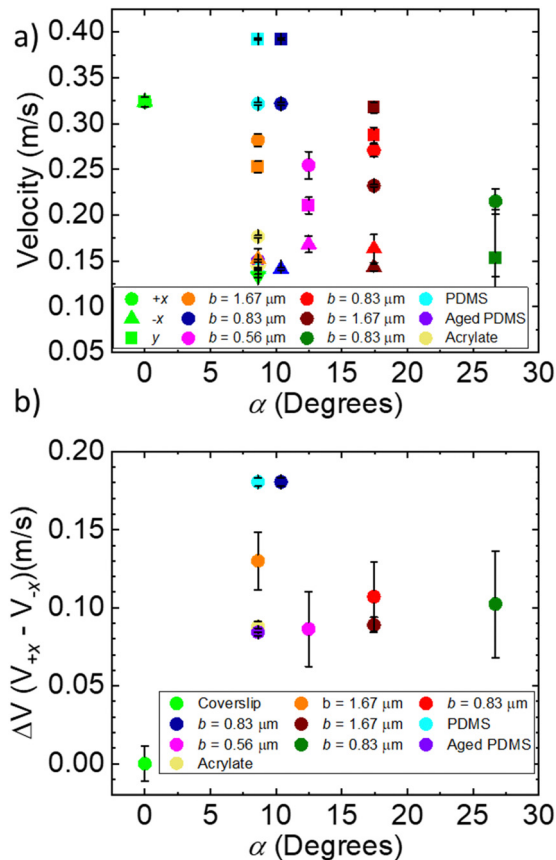 a)
0.40
0.35
0.30
0.25
0.20
0.15
0.10
0.05
Velocity (m/s)
+x b = 1.67 μm b = 0.83 μm PDMS
-x b = 0.83 μm b = 1.67 μm Aged PDMS
y b = 0.56 μm b = 0.83 μm Acrylate
0 5 10 15 20 25 30
α (Degrees)
b)
0.20
0.15
0.10
0.05
0.00
ΔV (V+x - V-x)(m/s)
Coverslip b = 1.67 μm b = 0.83 μm
b = 0.83 μm b = 1.67 μm PDMS
b = 0.56 μm b = 0.83 μm Aged PDMS
Acrylate
0 5 10 15 20 25 30
α (Degrees)